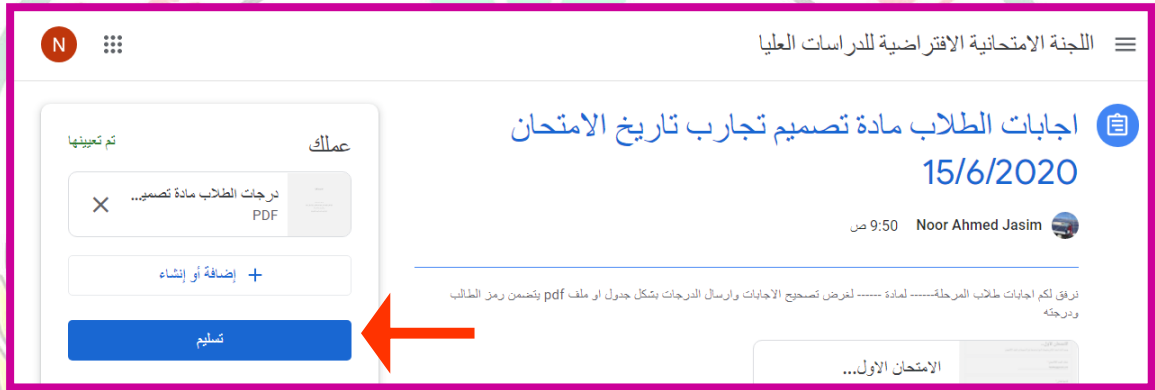 اللجنة الامتحانية الافتراضية للدراسات العليا
N
اجابات الطلاب مادة تصميم تجارب تاريخ الامتحان
15/6/2020
Noor Ahmed Jasim 9:50 ص
نرفق لكم اجابات طلاب المرحلة------ لمادة ------ لغرض تصحيح الاجابات وارسال الدرجات بشكل جدول او ملف pdf يتضمن رمز الطالب
ودرجته
الامتحان الاول...
عملك
تم تعيينها
درجات الطلاب مادة تصميـ...
PDF
+ إضافة أو إنشاء
تسليم